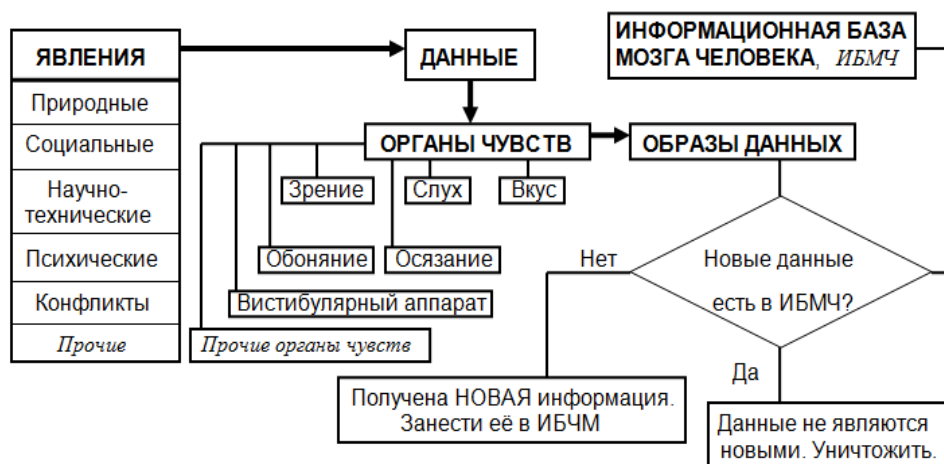 ЯВЛЕНИЯ
Природные
Социальные
Научно-
технические
Психические
Конфликты
Прочие
ДАННЫЕ
ИНФОРМАЦИОННАЯ БАЗА
МОЗГА ЧЕЛОВЕКА, ИБМЧ
ОРГАНЫ ЧУВСТВ
ОБРАЗЫ ДАННЫХ
Зрение
Слух
Вкус
Обоняние
Осязание
Вистибулярный аппарат
Прочие органы чувств
Нет
Новые данные
есть в ИБМЧ?
Да
Получена НОВАЯ информация.
Занести её в ИБЧМ
Данные не являются
новыми. Уничтожить.